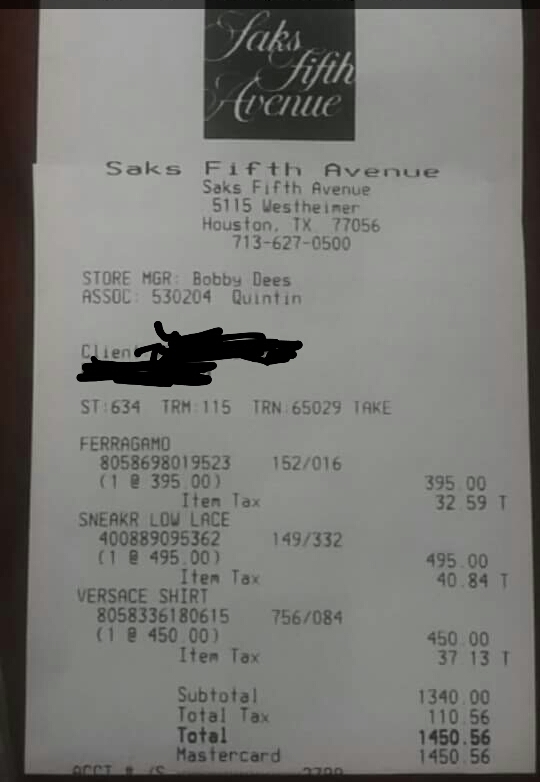 Saks
Fifth
Avenue
Saks Fifth Avenue
Saks Fifth Avenue
5115 Westheimer
Houston, TX 77056
713-627-0500
STORE MGR: Bobby Dees
ASSOC: 530204 Quintin
Clien
ST:634 TRM:115 TRN:65029 TAKE
FERRAGAMO
8058698019523 152/016
(1 @ 395.00) 395.00
Item Tax 32.59 T
SNEAKR LOW LACE
400889095362 149/332
(1 @ 495.00) 495.00
Item Tax 40.84 T
VERSACE SHIRT
8058336180615 756/084
(1 @ 450.00) 450.00
Item Tax 37.13 T
Subtotal 1340.00
Total Tax 110.56
Total 1450.56
Mastercard 1450.56
ACCT #